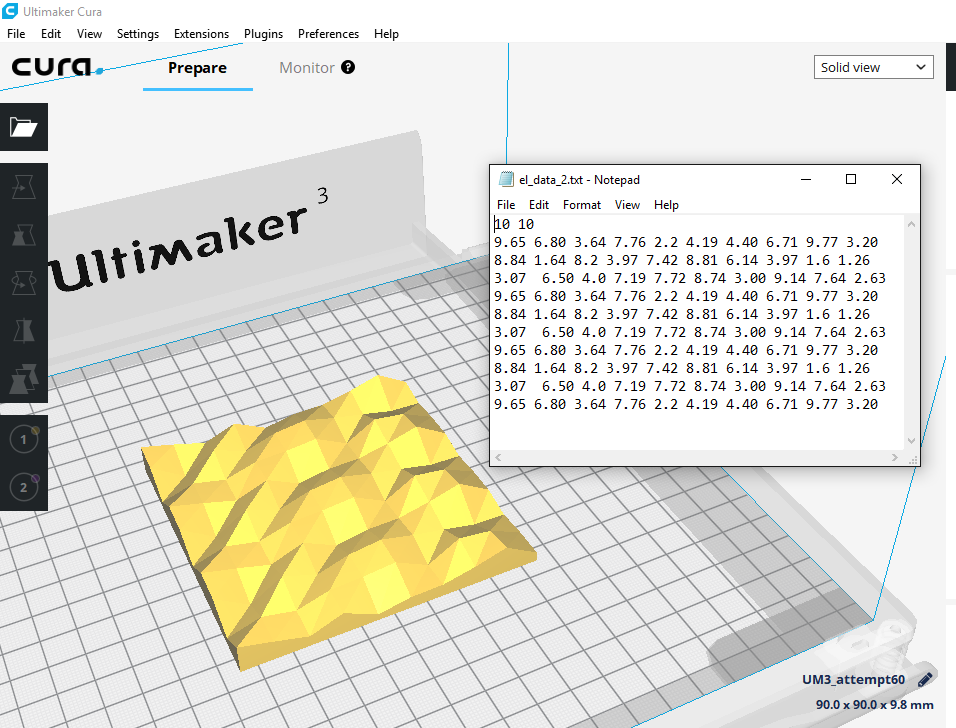 Ultimaker Cura
File Edit View Settings Extensions Plugins Preferences Help
cura.
Prepare Monitor ?
Solid view
Ultimaker 3
el_data_2.txt - Notepad
File Edit Format View Help
10 10
9.65 6.80 3.64 7.76 2.2 4.19 4.40 6.71 9.77 3.20
8.84 1.64 8.2 3.97 7.42 8.81 6.14 3.97 1.6 1.26
3.07  6.50 4.0 7.19 7.72 8.74 3.00 9.14 7.64 2.63
9.65 6.80 3.64 7.76 2.2 4.19 4.40 6.71 9.77 3.20
8.84 1.64 8.2 3.97 7.42 8.81 6.14 3.97 1.6 1.26
3.07  6.50 4.0 7.19 7.72 8.74 3.00 9.14 7.64 2.63
9.65 6.80 3.64 7.76 2.2 4.19 4.40 6.71 9.77 3.20
8.84 1.64 8.2 3.97 7.42 8.81 6.14 3.97 1.6 1.26
3.07  6.50 4.0 7.19 7.72 8.74 3.00 9.14 7.64 2.63
9.65 6.80 3.64 7.76 2.2 4.19 4.40 6.71 9.77 3.20
1
2
UM3_attempt60
90.0 x 90.0 x 9.8 mm